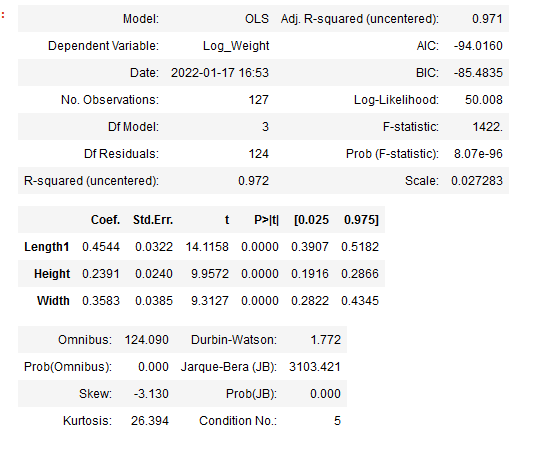 :
Model: OLS Adj. R-squared (uncentered): 0.971
Dependent Variable: Log_Weight AIC: -94.0160
Date: 2022-01-17 16:53 BIC: -85.4835
No. Observations: 127 Log-Likelihood: 50.008
Df Model: 3 F-statistic: 1422.
Df Residuals: 124 Prob (F-statistic): 8.07e-96
R-squared (uncentered): 0.972 Scale: 0.027283
Coef. Std.Err. t P>|t| [0.025 0.975]
Length1 0.4544 0.0322 14.1158 0.0000 0.3907 0.5182
Height 0.2391 0.0240 9.9572 0.0000 0.1916 0.2866
Width 0.3583 0.0385 9.3127 0.0000 0.2822 0.4345
Omnibus: 124.090 Durbin-Watson: 1.772
Prob(Omnibus): 0.000 Jarque-Bera (JB): 3103.421
Skew: -3.130 Prob(JB): 0.000
Kurtosis: 26.394 Condition No.: 5